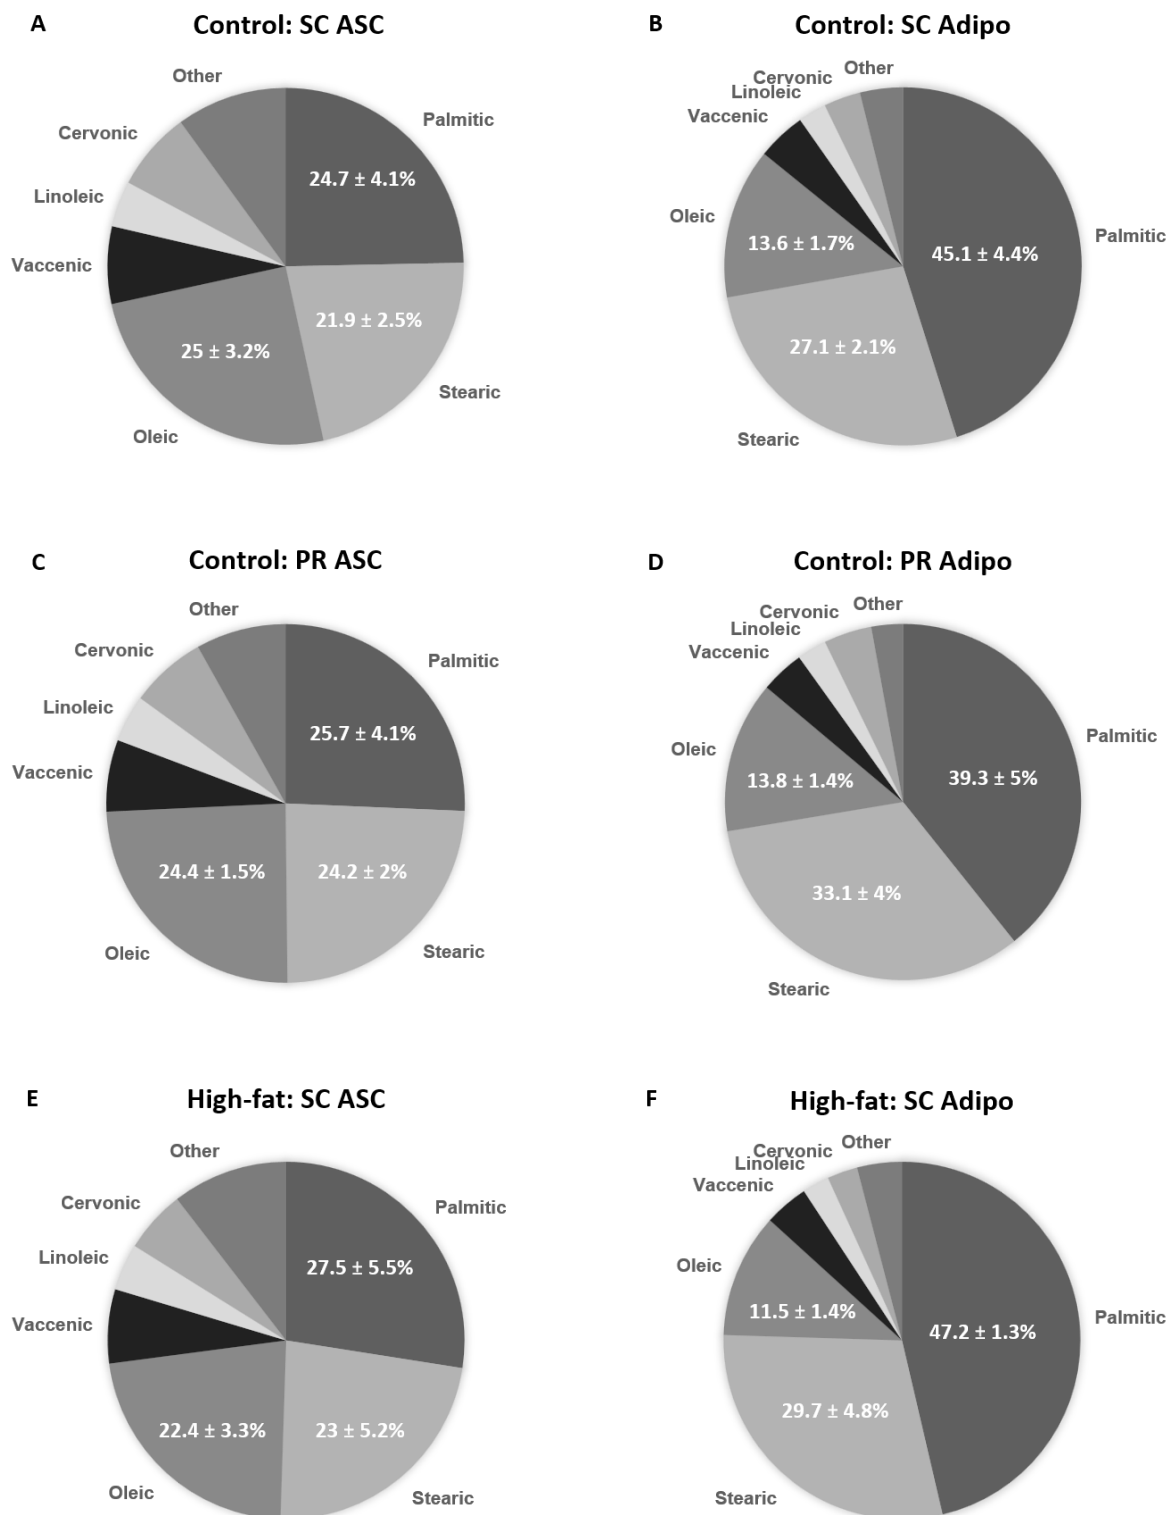 A
Control: SC ASC
Other
Palmitic
Cervonic
24.7 ± 4.1%
Linoleic
Vaccenic
21.9 ± 2.5%
25 ± 3.2%
Stearic
Oleic
B
Control: SC Adipo
Other
Cervonic
Linoleic
Vaccenic
Oleic
Palmitic
13.6 ± 1.7%
45.1 ± 4.4%
27.1 ± 2.1%
Stearic
C
Control: PR ASC
Other
Cervonic
Palmitic
Linoleic
25.7 ± 4.1%
Vaccenic
24.4 ± 1.5%
24.2 ± 2%
Oleic
Stearic
D
Control: PR Adipo
Other
Cervonic
Linoleic
Vaccenic
Palmitic
Oleic
13.8 ± 1.4%
39.3 ± 5%
33.1 ± 4%
Stearic
E
High-fat: SC ASC
Other
Cervonic
Palmitic
Linoleic
27.5 ± 5.5%
Vaccenic
22.4 ± 3.3%
23 ± 5.2%
Oleic
Stearic
F
High-fat: SC Adipo
Other
Cervonic
Linoleic
Vaccenic
Oleic
11.5 ± 1.4%
Palmitic
47.2 ± 1.3%
29.7 ± 4.8%
Stearic